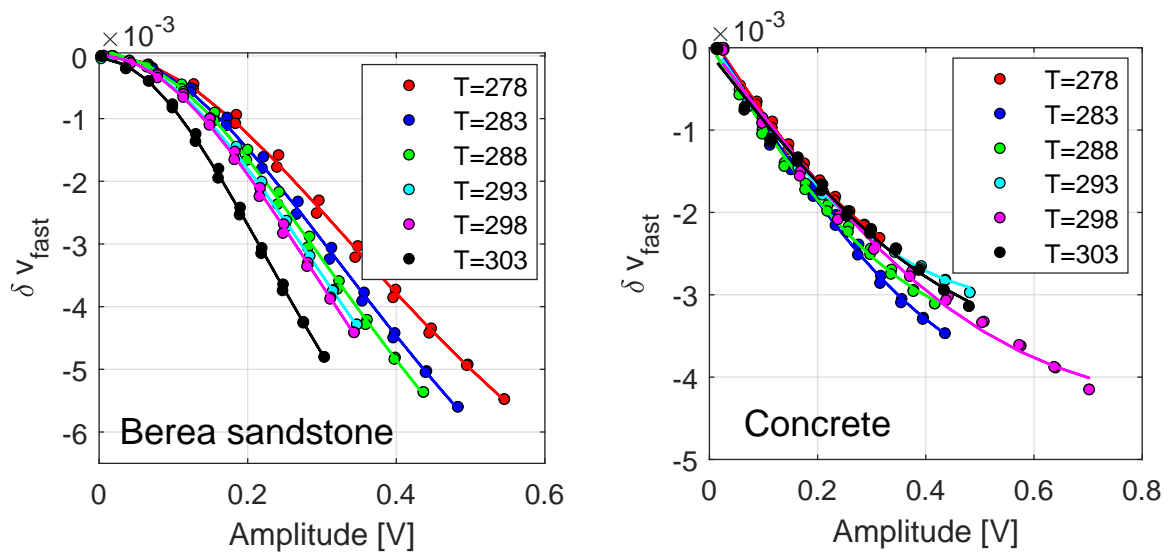 × 10⁻³
0
-1
-2
-3
-4
-5
-6
δ v_fast
T=278
T=283
T=288
T=293
T=298
T=303
Berea sandstone
0 0.2 0.4 0.6
Amplitude [V]
× 10⁻³
0
-1
-2
-3
-4
-5
δ v_fast
T=278
T=283
T=288
T=293
T=298
T=303
Concrete
0 0.2 0.4 0.6 0.8
Amplitude [V]